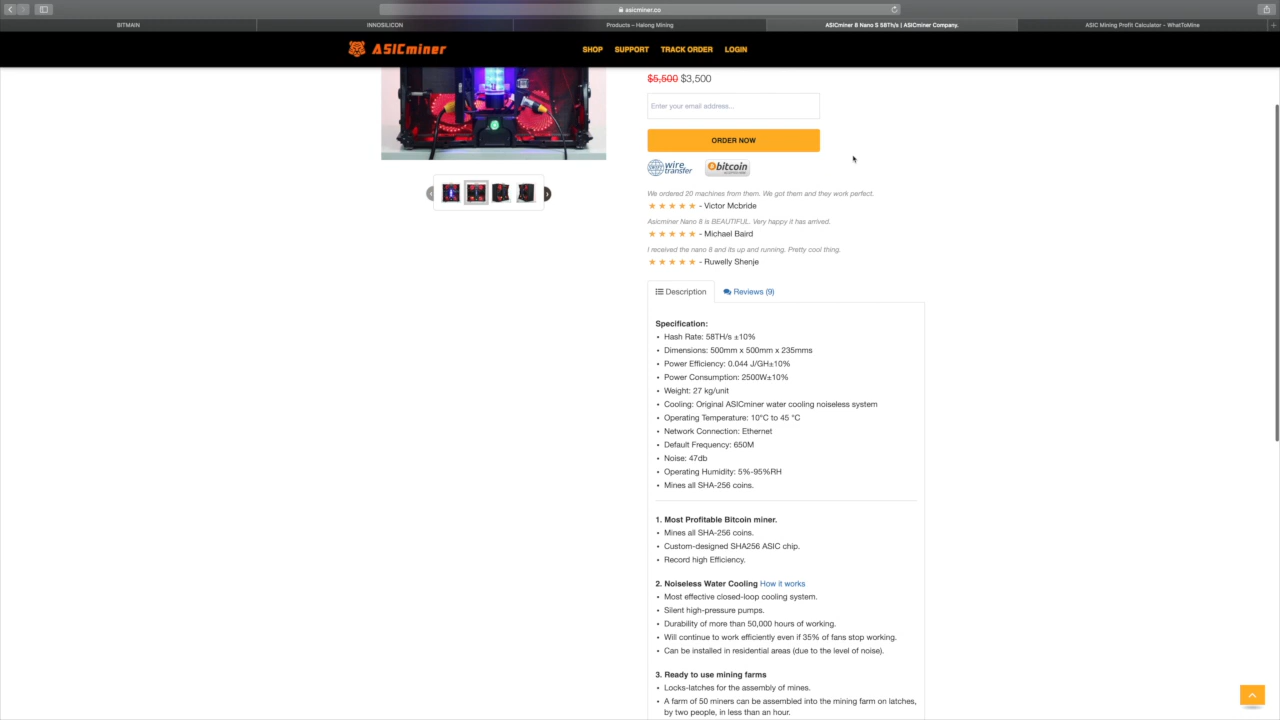 asicminer.co
BITMAIN
INNOSILICON
Products – Halong Mining
ASICminer 8 Nano S 58Th/s | ASICminer Company.
ASIC Mining Profit Calculator - WhatToMine
ASICminer
SHOP
SUPPORT
TRACK ORDER
LOGIN
$5,500 $3,500
Enter your email address...
ORDER NOW
wire transfer
bitcoin
We ordered 20 machines from them. We got them and they work perfect.
- Victor Mcbride
Asicminer Nano 8 is BEAUTIFUL. Very happy it has arrived.
- Michael Baird
I received the nano 8 and its up and running. Pretty cool thing.
- Ruwelly Shenje
Description
Reviews (9)
Specification:
• Hash Rate: 58TH/s ±10%
• Dimensions: 500mm x 500mm x 235mms
• Power Efficiency: 0.044 J/GH±10%
• Power Consumption: 2500W±10%
• Weight: 27 kg/unit
• Cooling: Original ASICminer water cooling noiseless system
• Operating Temperature: 10°C to 45 °C
• Network Connection: Ethernet
• Default Frequency: 650M
• Noise: 47db
• Operating Humidity: 5%-95%RH
• Mines all SHA-256 coins.
1. Most Profitable Bitcoin miner.
• Mines all SHA-256 coins.
• Custom-designed SHA256 ASIC chip.
• Record high Efficiency.
2. Noiseless Water Cooling How it works
• Most effective closed-loop cooling system.
• Silent high-pressure pumps.
• Durability of more than 50,000 hours of working.
• Will continue to work efficiently even if 35% of fans stop working.
• Can be installed in residential areas (due to the level of noise).
3. Ready to use mining farms
• Locks-latches for the assembly of mines.
• A farm of 50 miners can be assembled into the mining farm on latches,
by two people, in less than an hour.